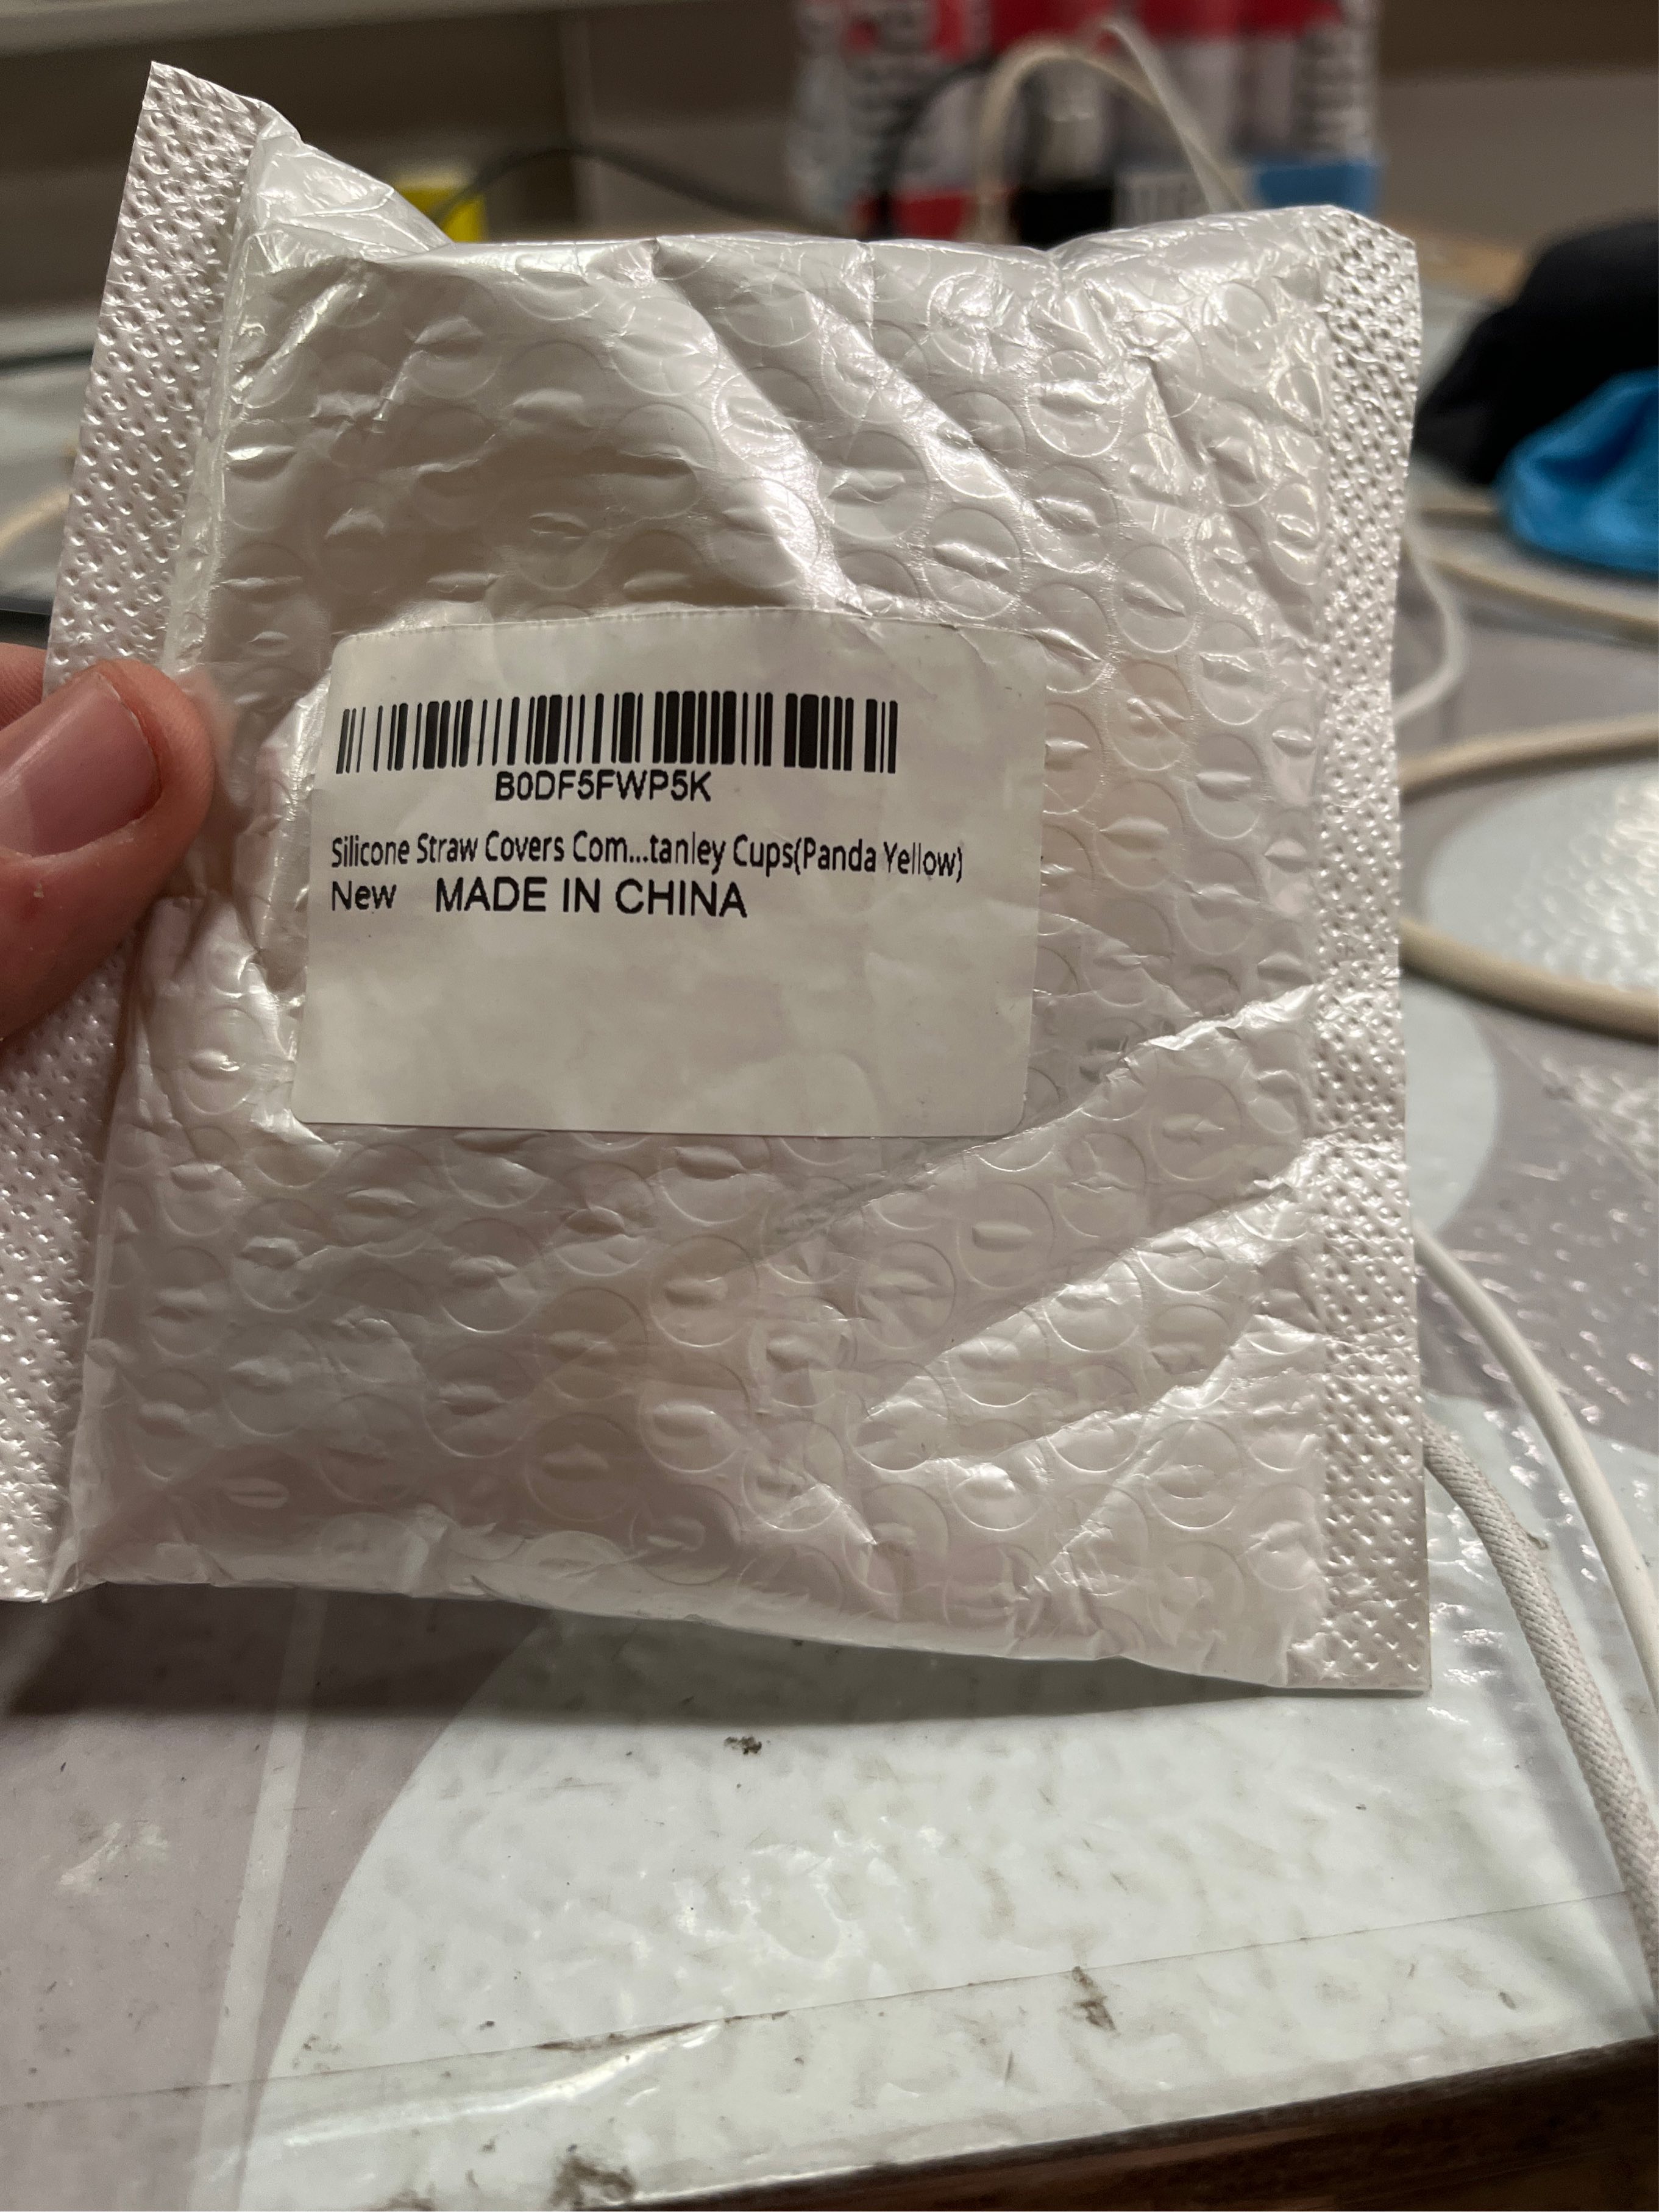 B0DF5FWP5K
Silicone Straw Covers Com...tanley Cups(Panda Yellow)
New MADE IN CHINA